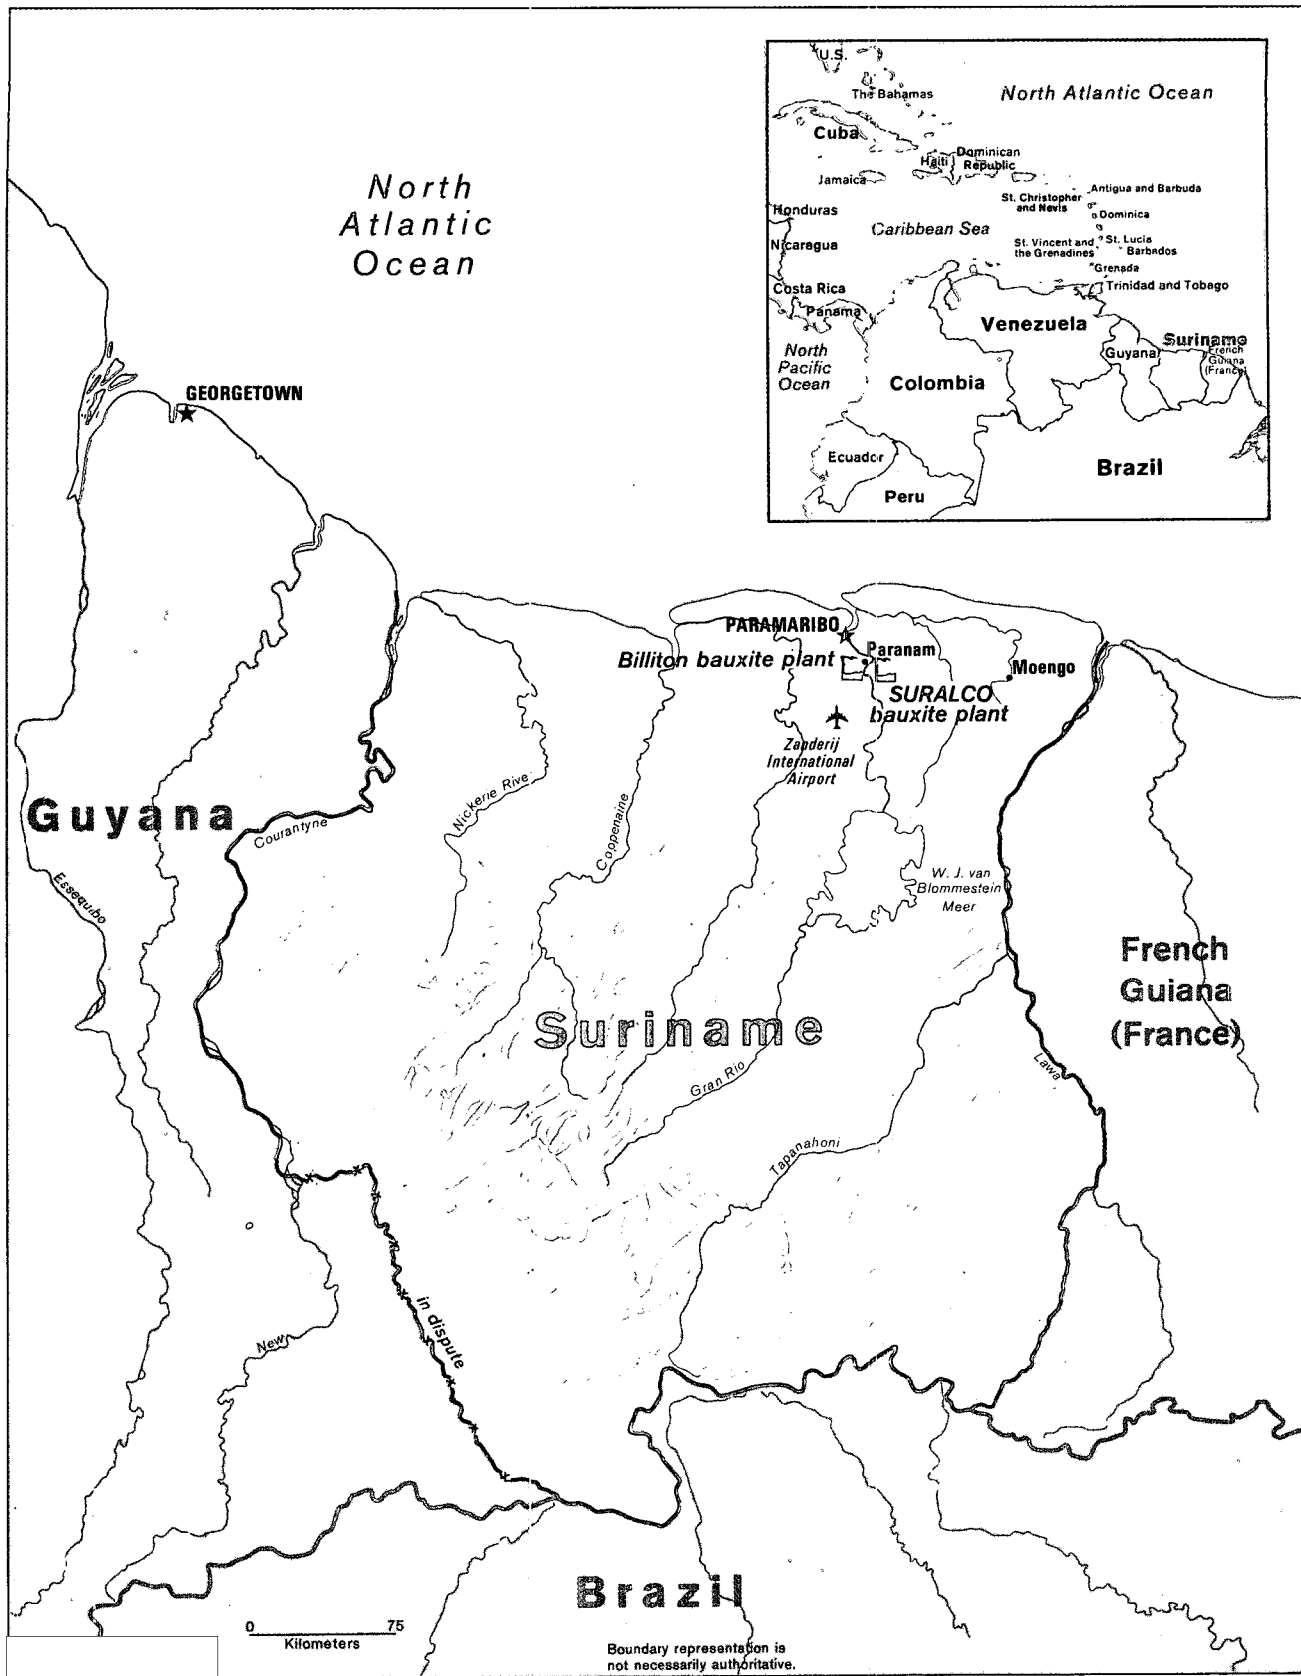 U.S.
The Bahamas
North Atlantic Ocean
Cuba
Haiti
Dominican
Republic
Jamaica
Antigua and Barbuda
St. Christopher
and Nevis
Honduras
Dominica
Caribbean Sea
Nicaragua
St. Vincent and
the Grenadines
St. Lucia
Barbados
Grenada
Costa Rica
Trinidad and Tobago
Panama
Venezuela
Suriname
Guyana
French
Guiana
(France)
North
Pacific
Ocean
Colombia
Ecuador
Brazil
Peru
North
Atlantic
Ocean
GEORGETOWN
PARAMARIBO
Paranam
Billiton bauxite plant
Moengo
SURALCO
bauxite plant
Zanderij
International
Airport
Guyana
Courantyne
Nickerie Rive
Coppename
Essequibo
W. J. van
Blommestein
Meer
French
Guiana
(France)
Suriname
Gran Rio
Lawa
Tapanahoni
in dispute
New
Brazil
0 75
Kilometers
Boundary representation is
not necessarily authoritative.